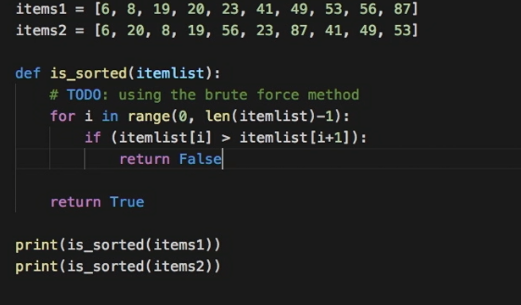 items1 = [6, 8, 19, 20, 23, 41, 49, 53, 56, 87]
items2 = [6, 20, 8, 19, 56, 23, 87, 41, 49, 53]

def is_sorted(itemlist):
    # TODO: using the brute force method
    for i in range(0, len(itemlist)-1):
        if (itemlist[i] > itemlist[i+1]):
            return False

    return True

print(is_sorted(items1))
print(is_sorted(items2))